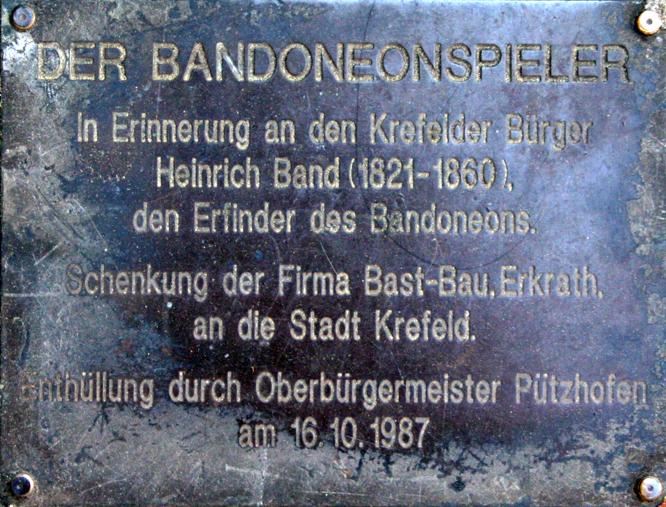 DER BANDONEONSPIELER
In Erinnerung an den Krefelder Bürger
Heinrich Band (1821-1860),
den Erfinder des Bandoneons.
Schenkung der Firma Bast-Bau, Erkrath,
an die Stadt Krefeld.
Enthüllung durch Oberbürgermeister Pützhofen
am 16.10.1987